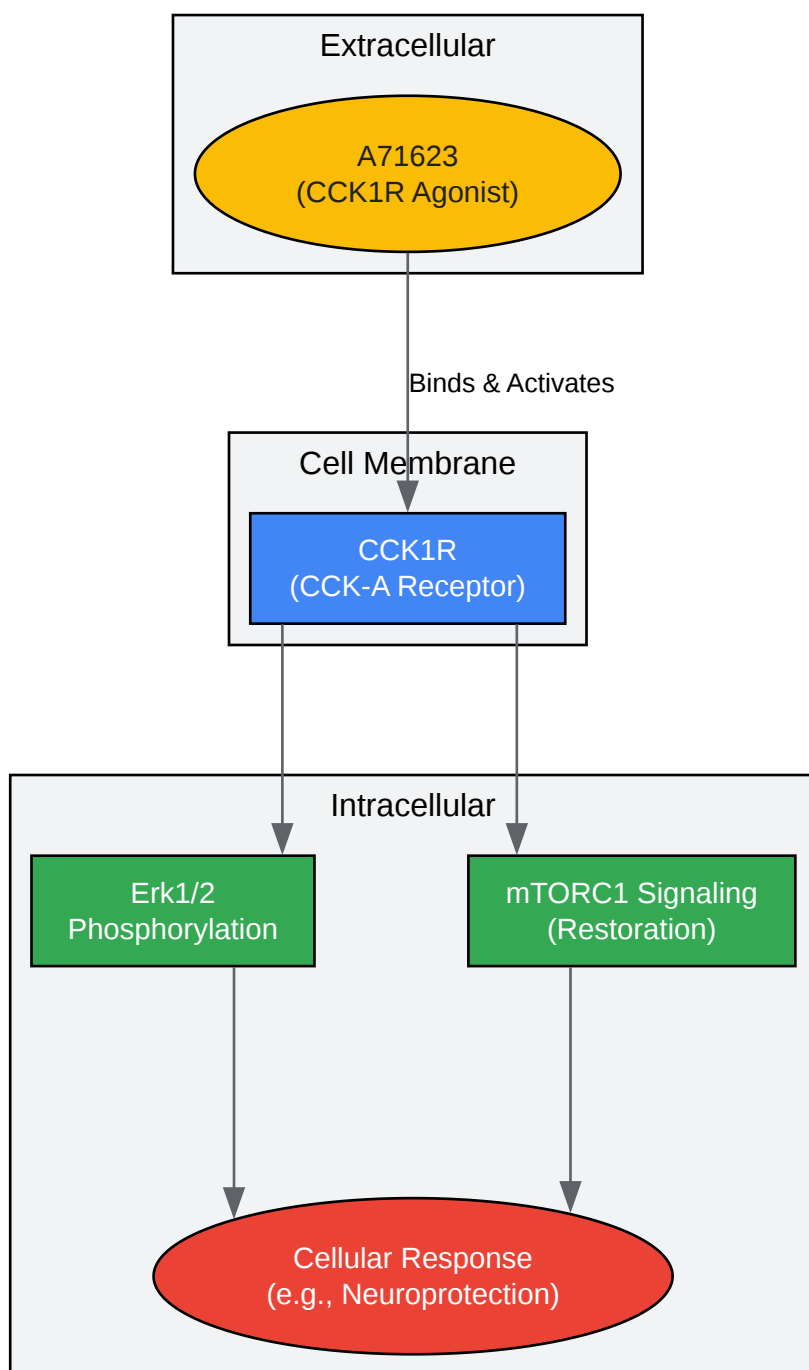 Extracellular
A71623
(CCK1R Agonist)
Binds & Activates
Cell Membrane
CCK1R
(CCK-A Receptor)
Intracellular
Erk1/2
Phosphorylation
mTORC1 Signaling
(Restoration)
Cellular Response
(e.g., Neuroprotection)